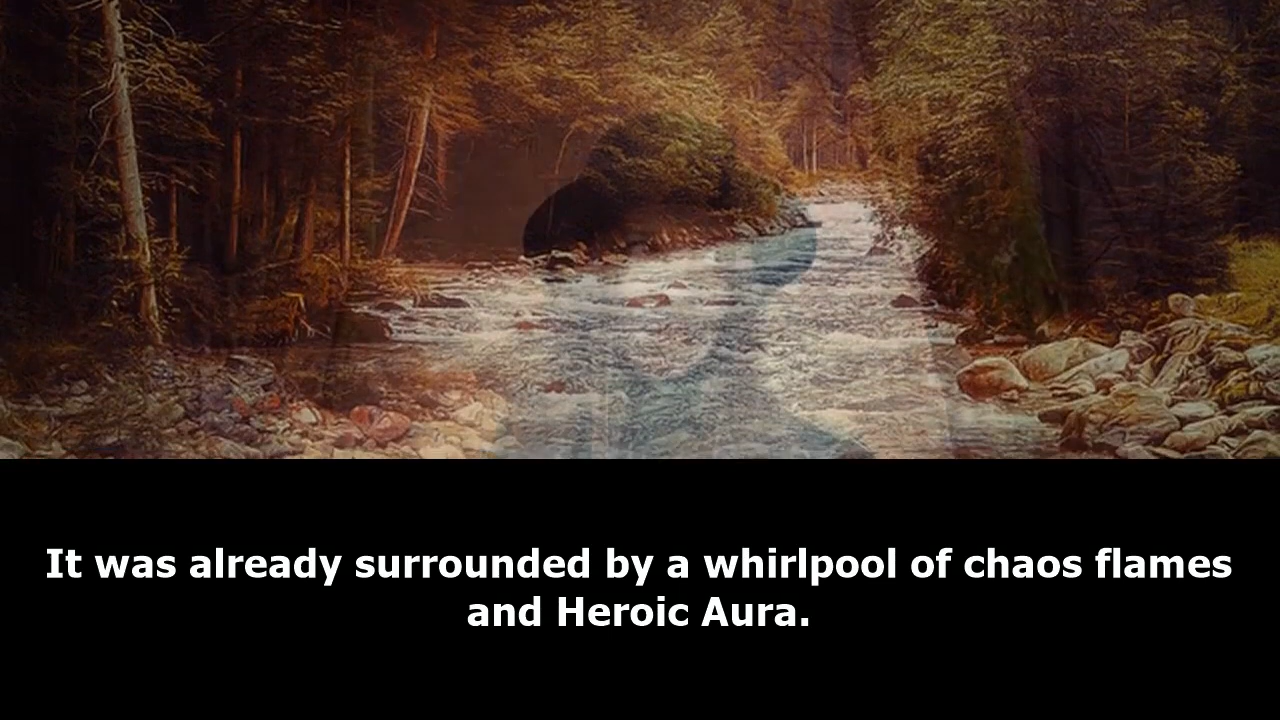 It was already surrounded by a whirlpool of chaos flames
and Heroic Aura.